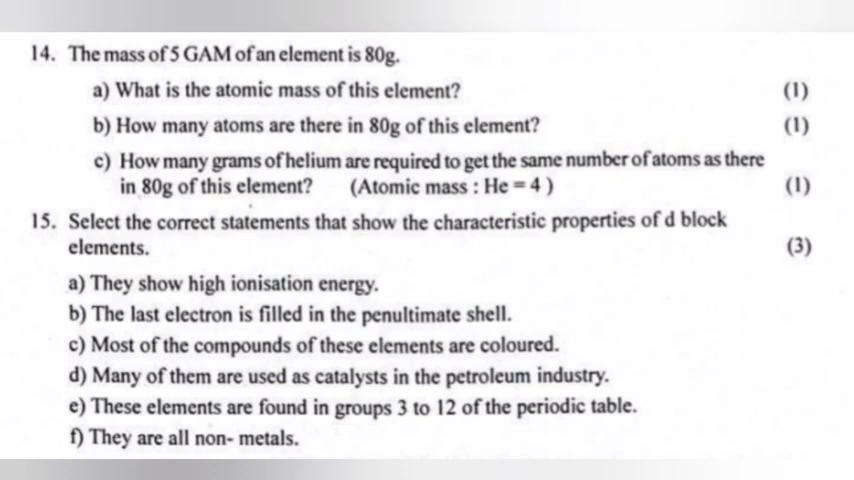 14. The mass of 5 GAM of an element is 80g.
a) What is the atomic mass of this element? (1)
b) How many atoms are there in 80g of this element? (1)
c) How many grams of helium are required to get the same number of atoms as there
in 80g of this element? (Atomic mass : He = 4 ) (1)
15. Select the correct statements that show the characteristic properties of d block
elements. (3)
a) They show high ionisation energy.
b) The last electron is filled in the penultimate shell.
c) Most of the compounds of these elements are coloured.
d) Many of them are used as catalysts in the petroleum industry.
e) These elements are found in groups 3 to 12 of the periodic table.
f) They are all non- metals.